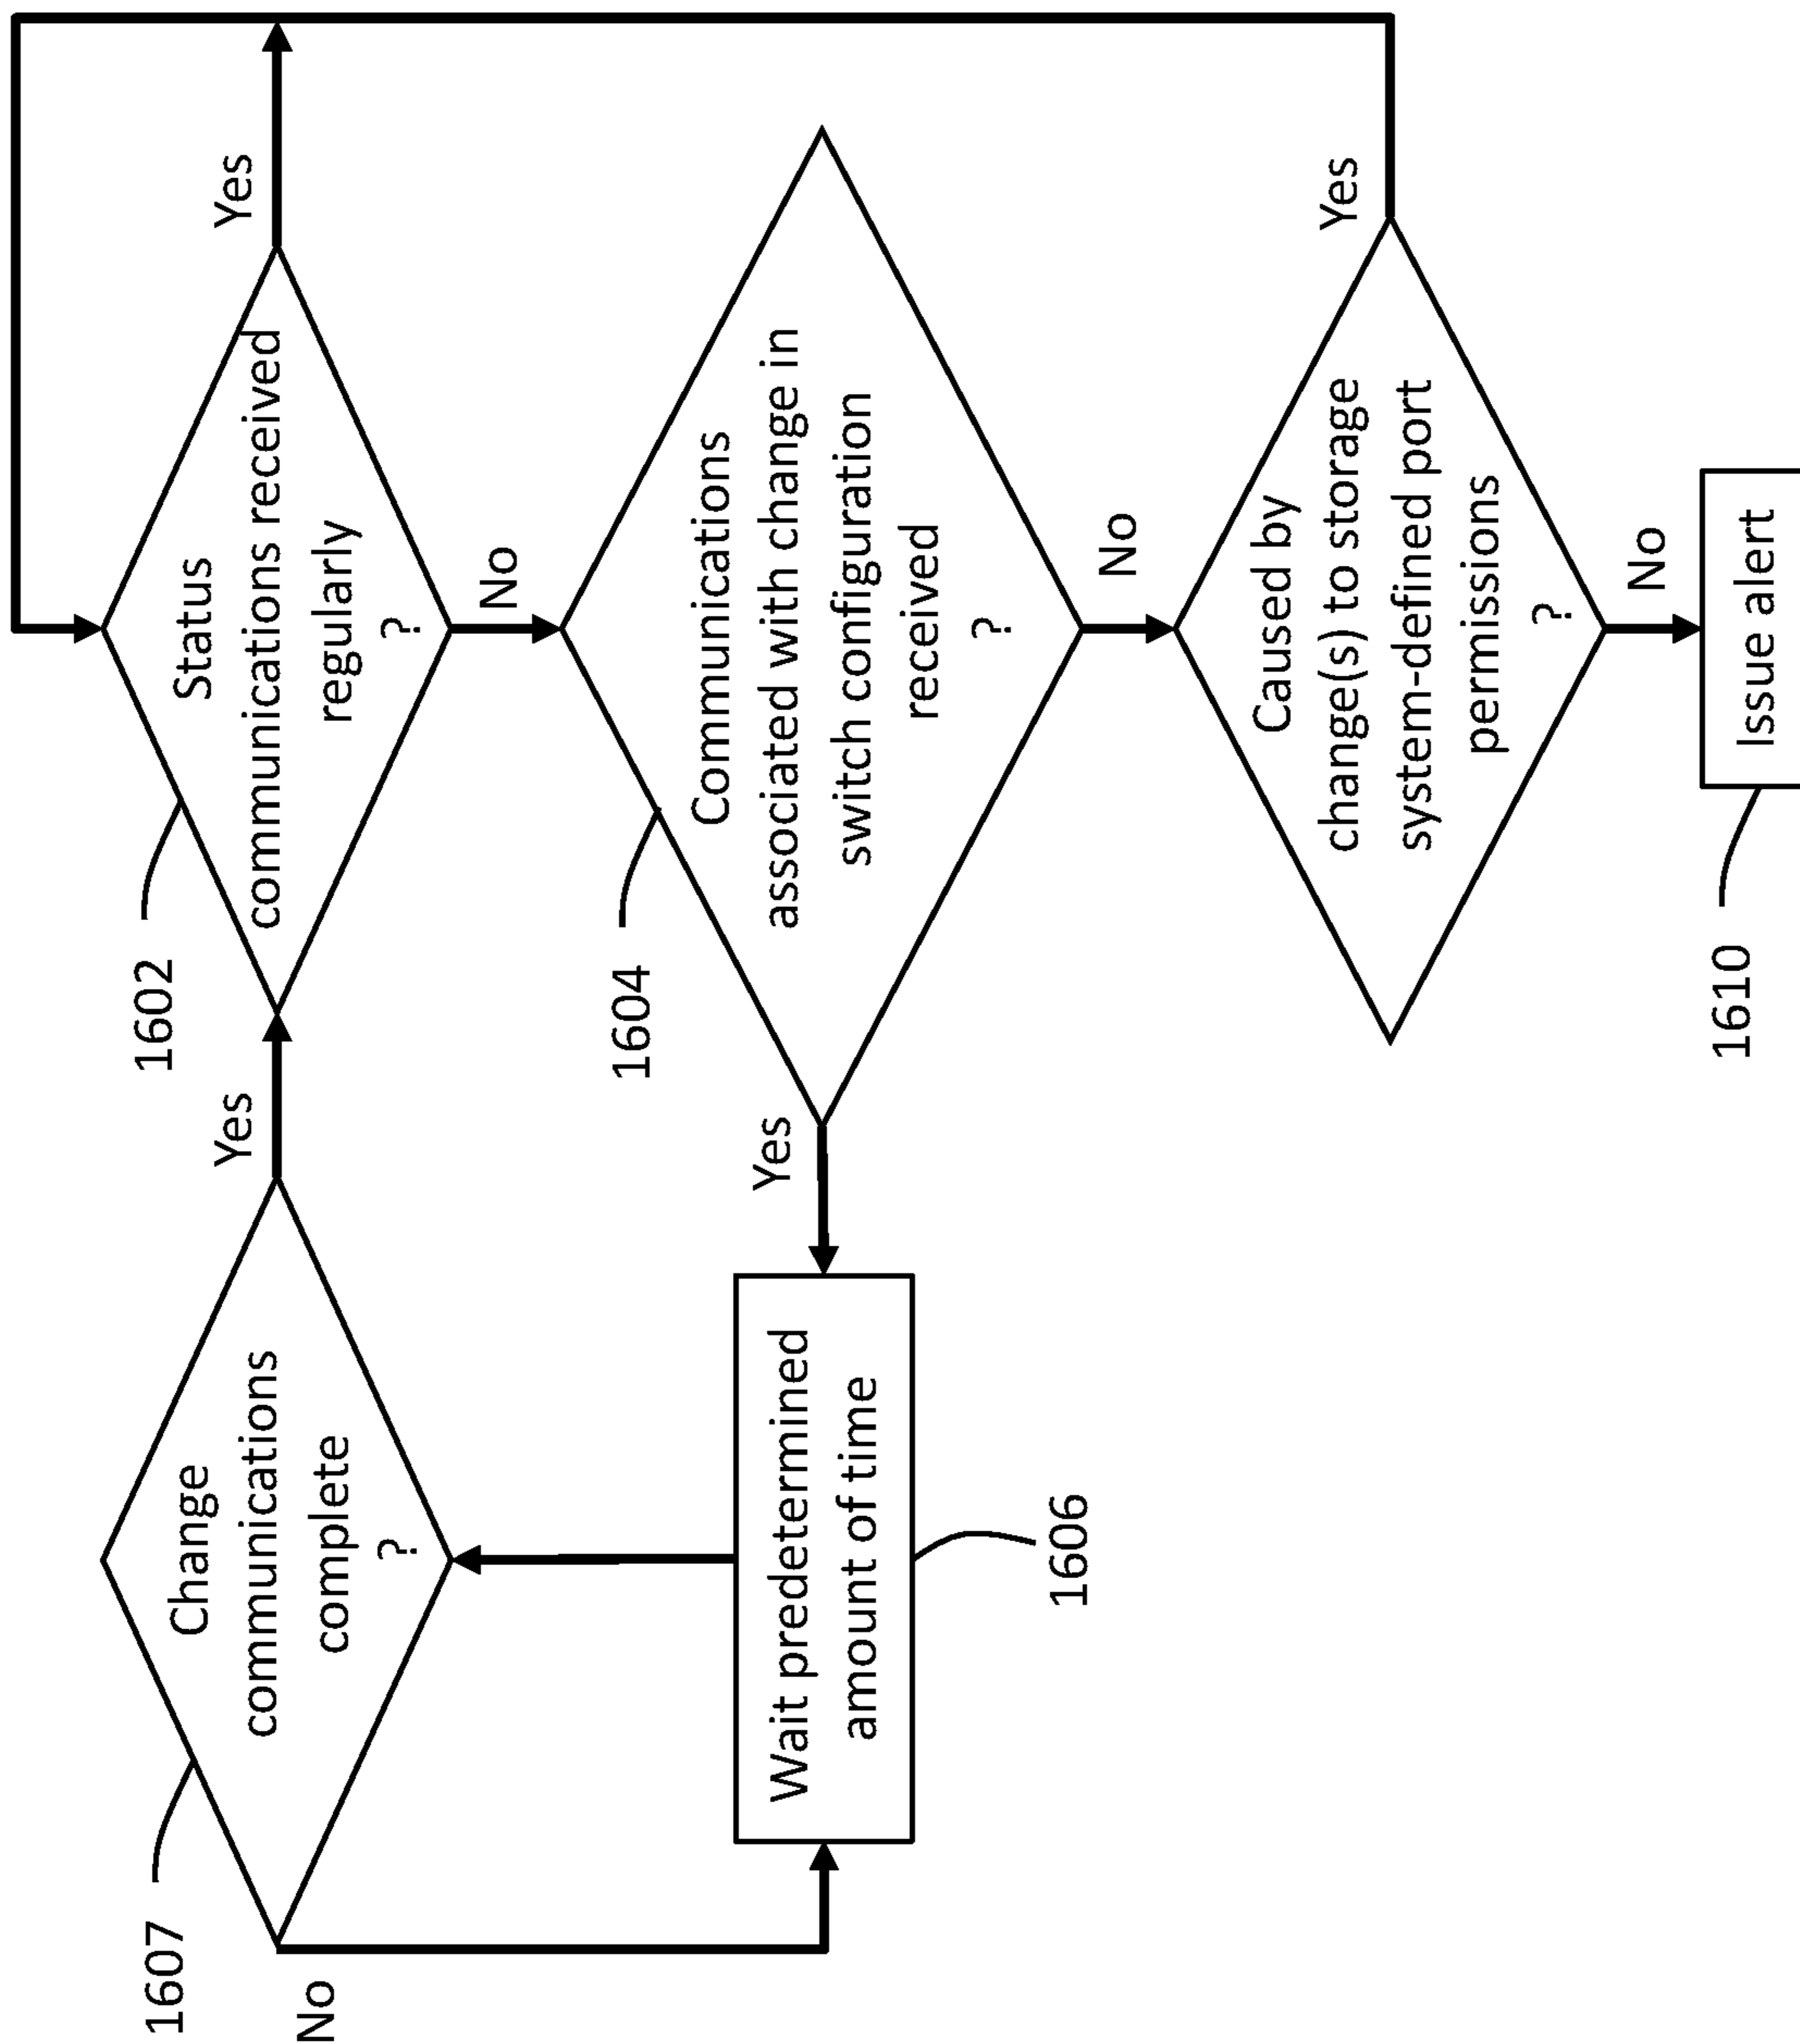 1607
Change
communications
complete
?
No
Yes
1602
Status
communications received
regularly
?
Yes
No
1604
Communications
associated with change in
switch configuration
received
?
Yes
No
Wait predetermined
amount of time
1606
Caused by
change(s) to storage
system-defined port
permissions
?
Yes
No
Issue alert
1610